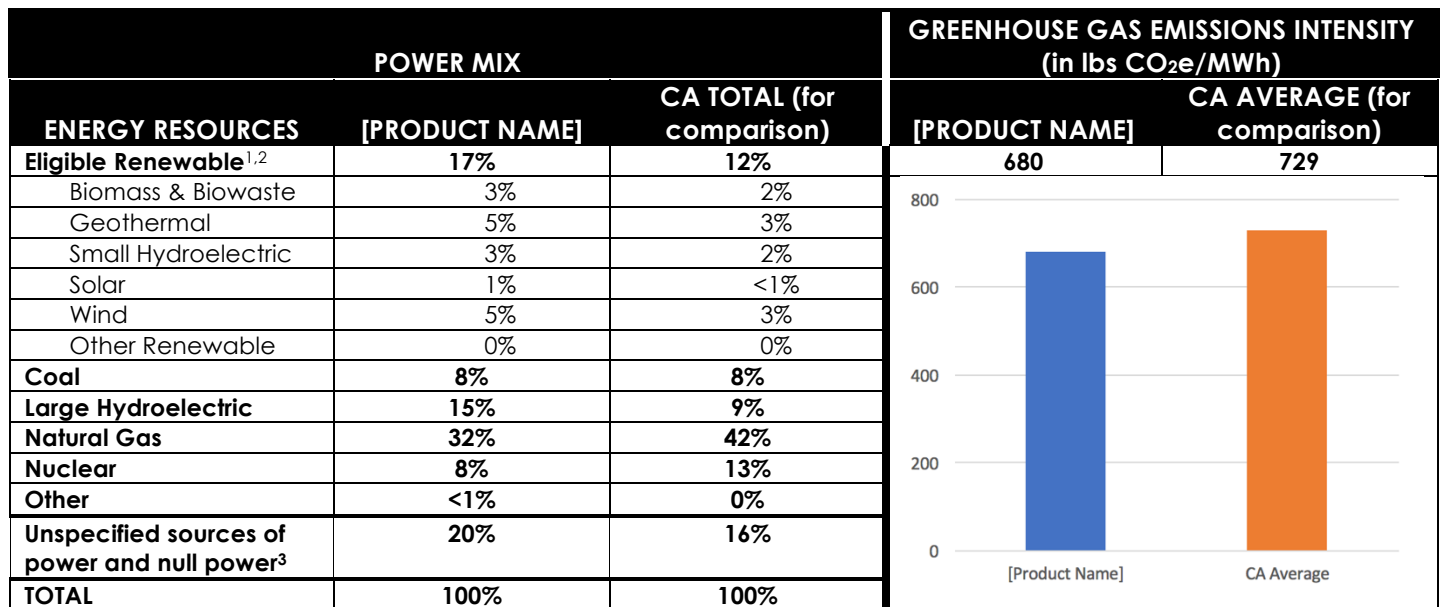 POWER MIX
GREENHOUSE GAS EMISSIONS INTENSITY
(in lbs CO₂e/MWh)
ENERGY RESOURCES [PRODUCT NAME] CA TOTAL (for
comparison)
[PRODUCT NAME] CA AVERAGE (for
comparison)
Eligible Renewable1,2 17% 12% 680 729
Biomass & Biowaste 3% 2%
Geothermal 5% 3%
Small Hydroelectric 3% 2%
Solar 1% <1%
Wind 5% 3%
Other Renewable 0% 0%
Coal 8% 8%
Large Hydroelectric 15% 9%
Natural Gas 32% 42%
Nuclear 8% 13%
Other <1% 0%
Unspecified sources of
power and null power3 20% 16%
TOTAL 100% 100%
800
600
400
200
0
[Product Name] CA Average